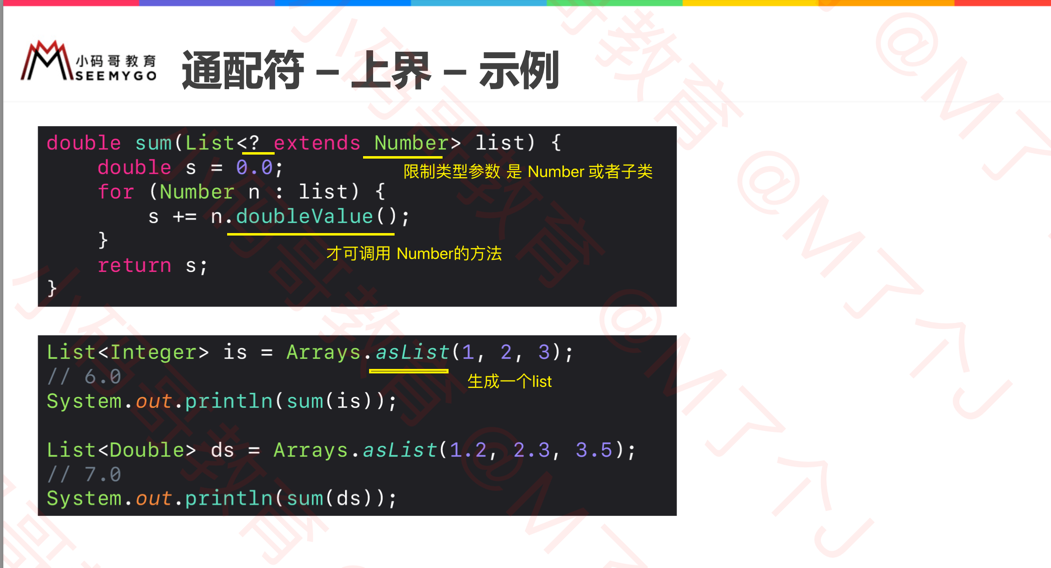 小码哥教育
SEEMYGO
通配符 – 上界 – 示例
double sum(List<? extends Number> list) {
限制类型参数 是 Number 或者子类
    double s = 0.0;
    for (Number n : list) {
        s += n.doubleValue();
    }
才可调用 Number的方法
    return s;
}
List<Integer> is = Arrays.asList(1, 2, 3);
生成一个list
// 6.0
System.out.println(sum(is));
List<Double> ds = Arrays.asList(1.2, 2.3, 3.5);
// 7.0
System.out.println(sum(ds));
小码哥教育 @M了个J